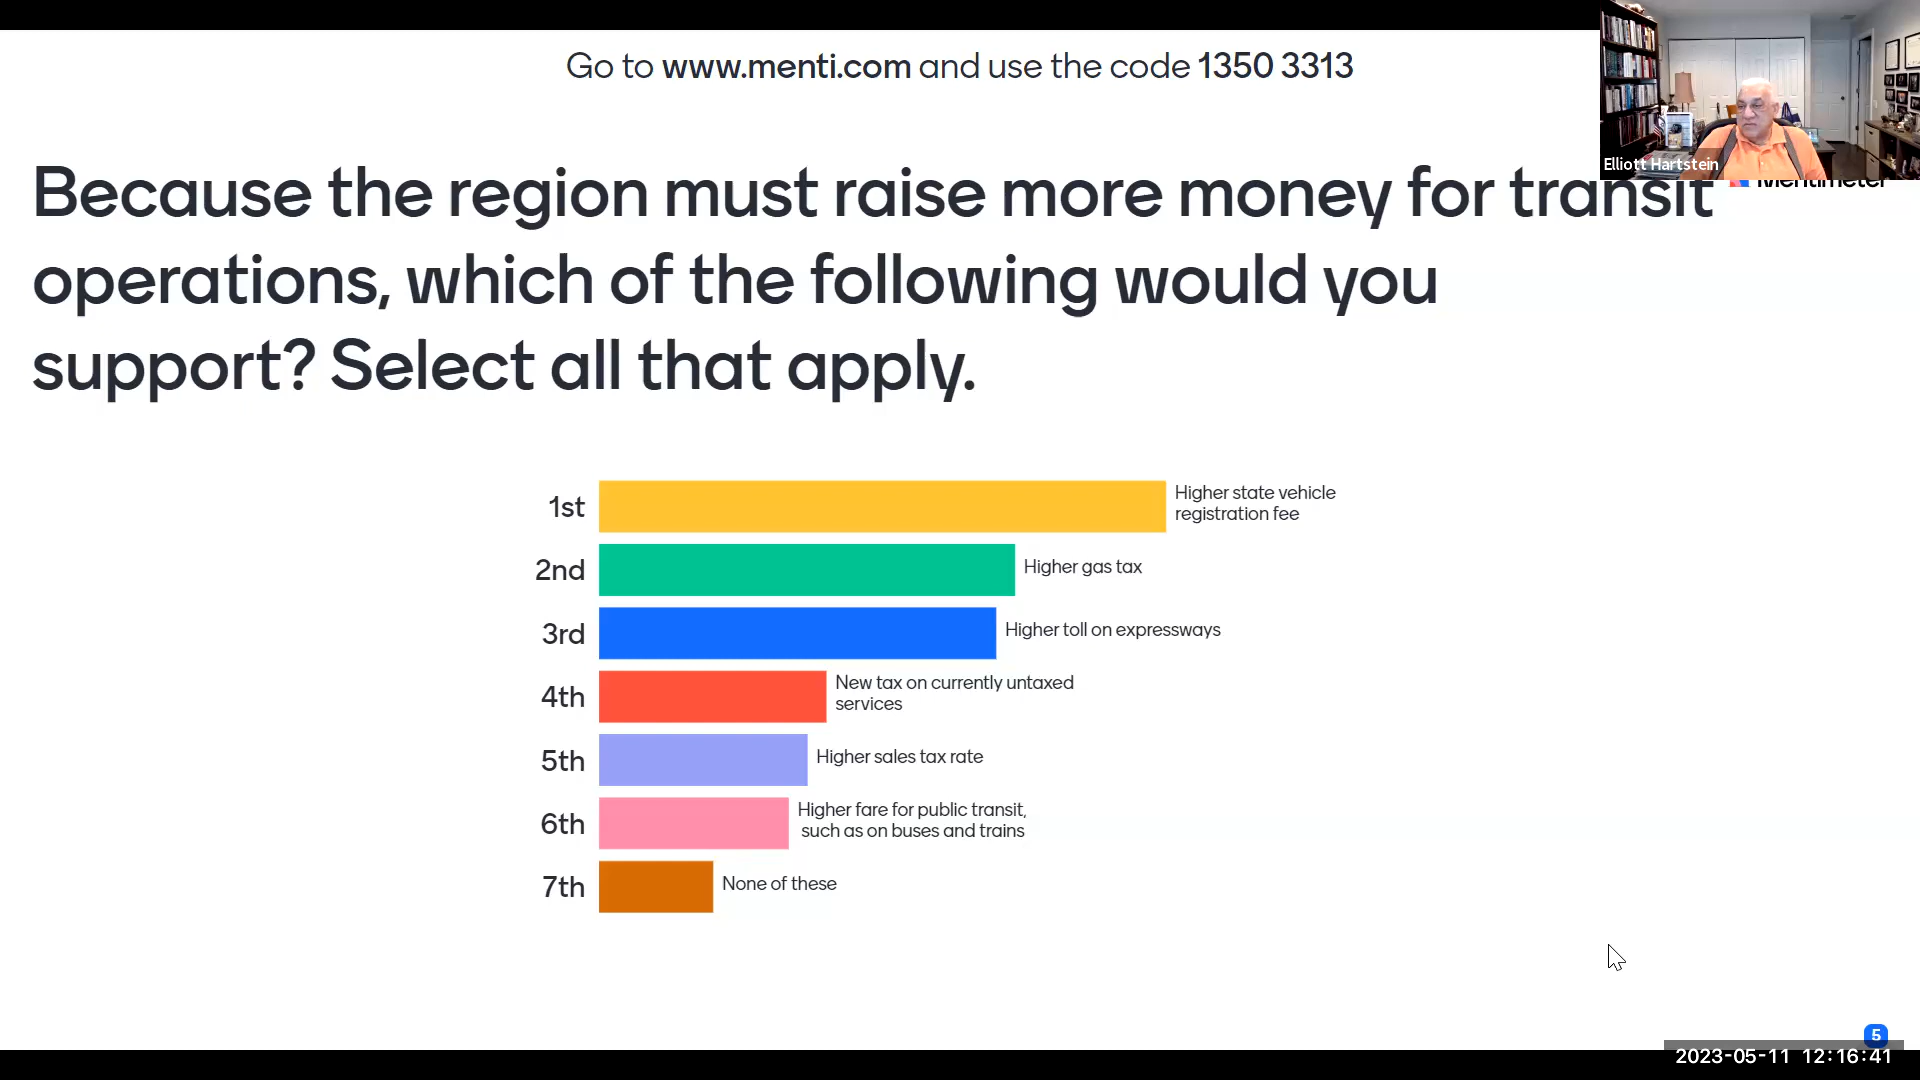 Go to www.menti.com and use the code 1350 3313
Elliott Hartstein
Mentimeter
Because the region must raise more money for transit
operations, which of the following would you
support? Select all that apply.
1st
Higher state vehicle
registration fee
2nd
Higher gas tax
3rd
Higher toll on expressways
4th
New tax on currently untaxed
services
5th
Higher sales tax rate
6th
Higher fare for public transit,
such as on buses and trains
7th
None of these
5
2023-05-11 12:16:41